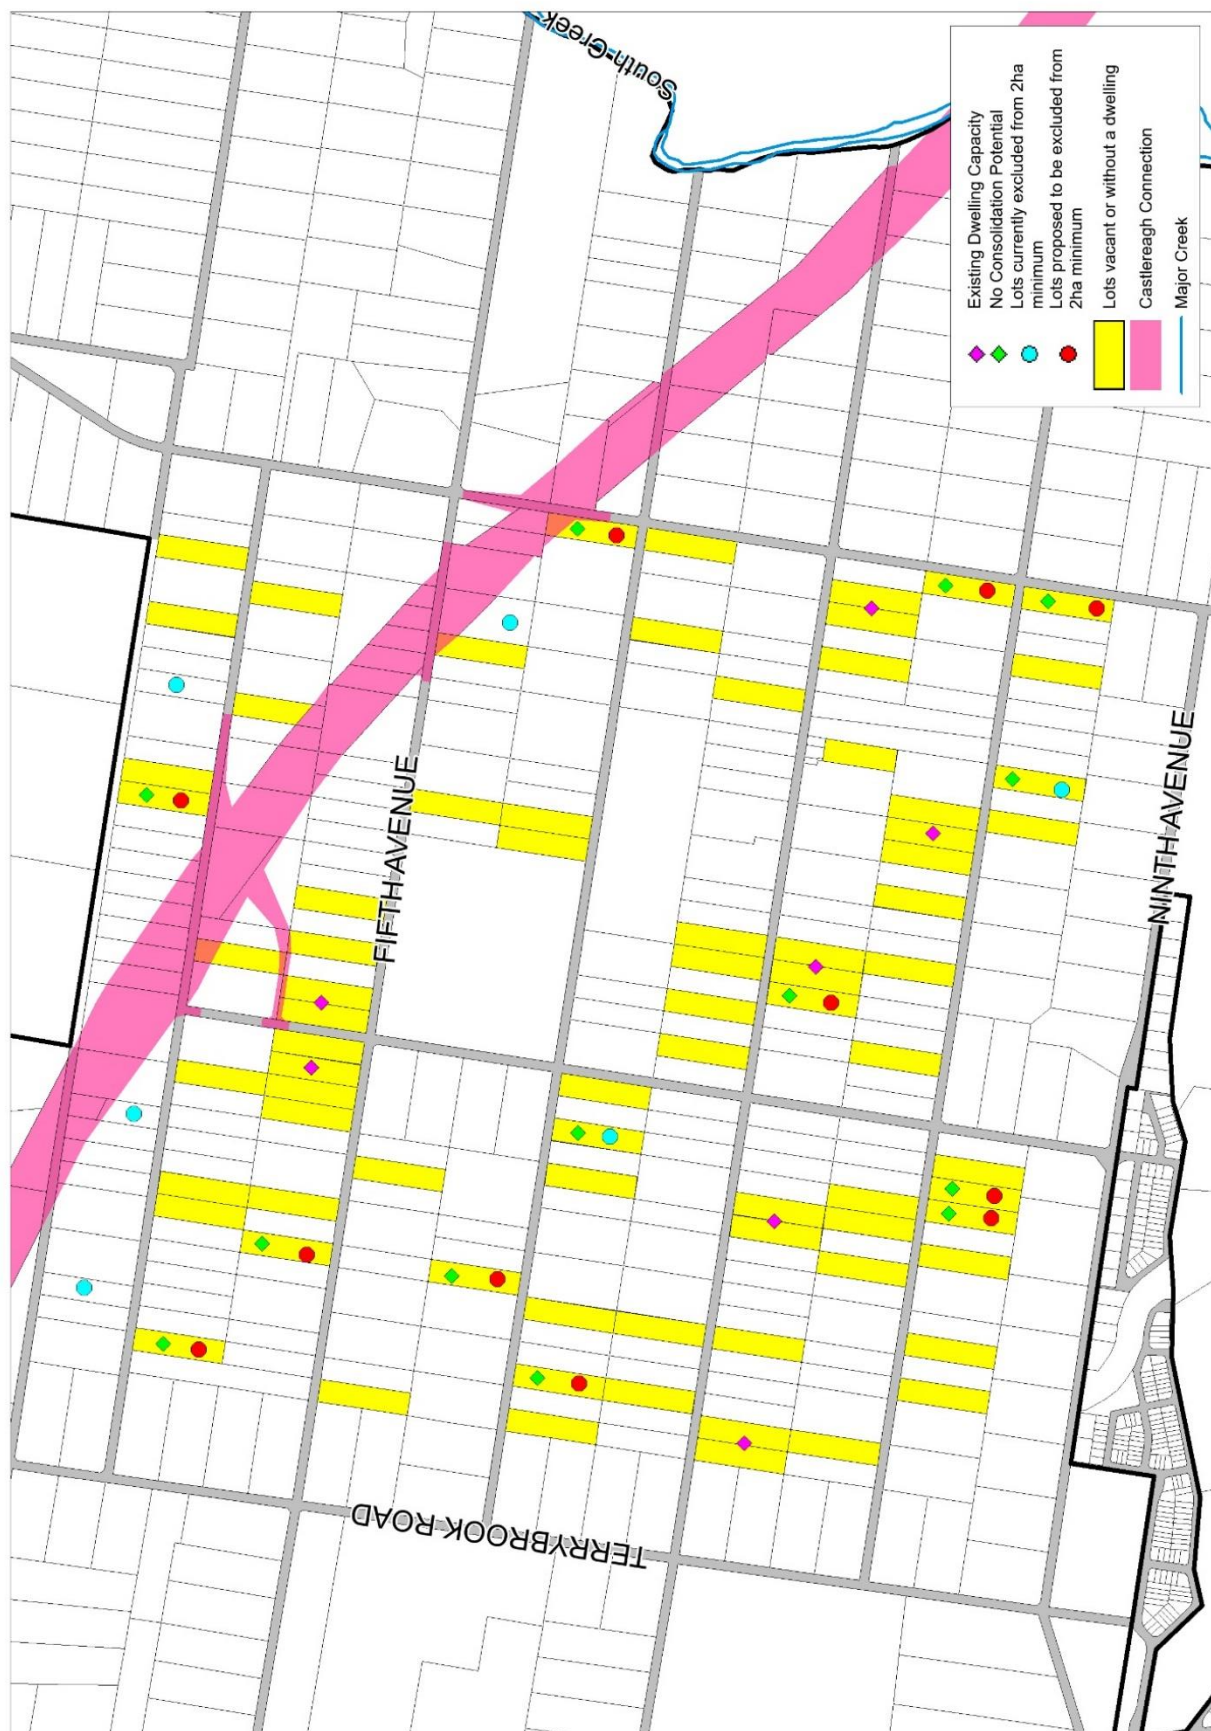 South Creek
Existing Dwelling Capacity
No Consolidation Potential
Lots currently excluded from 2ha
minimum
Lots proposed to be excluded from
2ha minimum
Lots vacant or without a dwelling
Castlereagh Connection
Major Creek
FIFTH AVENUE
NINTH AVENUE
TERRYBROOK ROAD